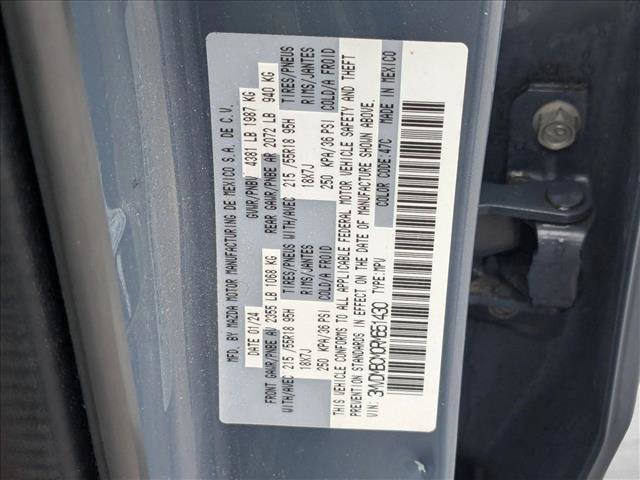 MFD. BY MAZDA MOTOR MANUFACTURING DE MEXICO S.A. DE C.V.
DATE 01/24 GVWR/PNBV 4381 LB 1987 KG
FRONT GAWR/PNBE AV 2355 LB 1068 KG REAR GAWR/PNBE AR 2072 LB 940 KG
WITH/AVEC 215 /55R18 95H TIRES/PNEUS WITH/AVEC 215 /55R18 95H TIRES/PNEUS
18X7J RIMS/JANTES 18X7J RIMS/JANTES
250 KPA/36 PSI COLD/A FROID 250 KPA/36 PSI COLD/A FROID
THIS VEHICLE CONFORMS TO ALL APPLICABLE FEDERAL MOTOR VEHICLE SAFETY AND THEFT
PREVENTION STANDARDS IN EFFECT ON THE DATE OF MANUFACTURE SHOWN ABOVE.
VIN: TYPE:MPV COLOR CODE:47C MADE IN MEXICO